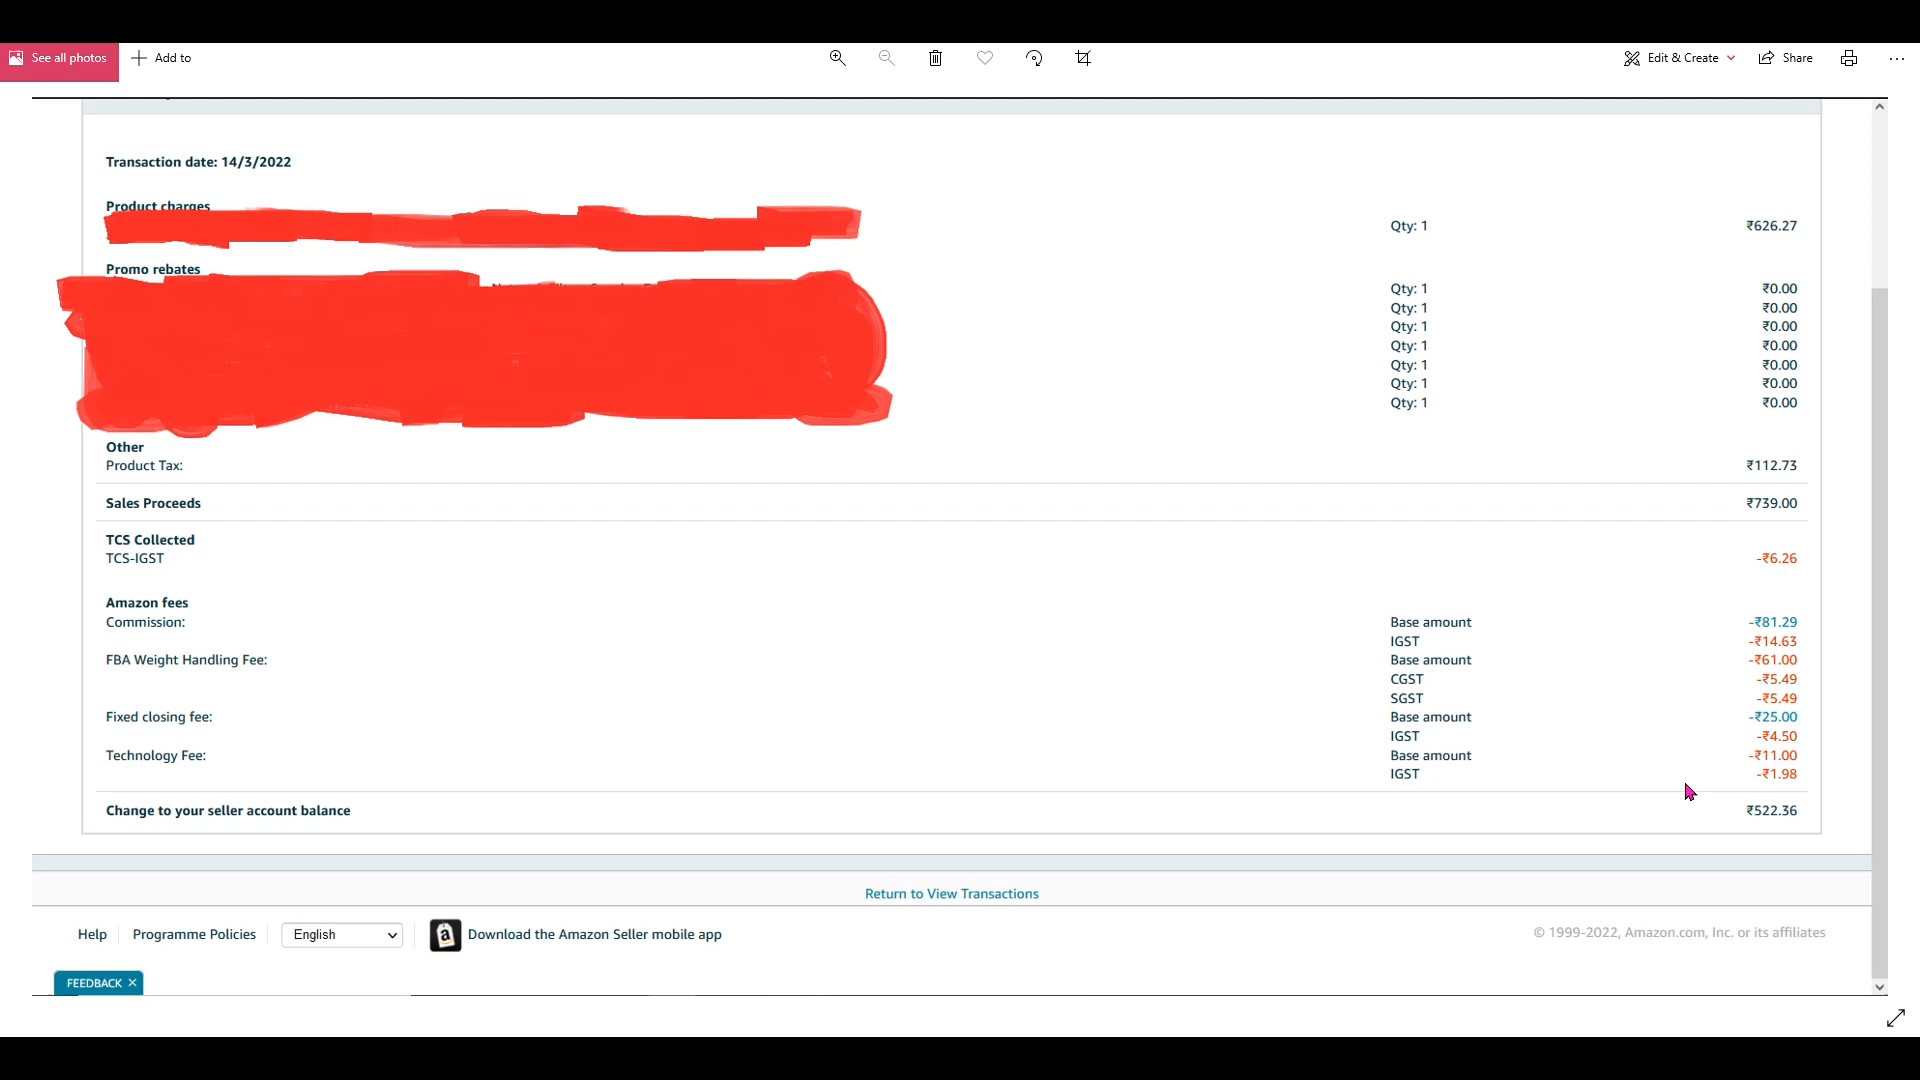 See all photos
Add to
Edit & Create
Share
Transaction date: 14/3/2022
Product charges
Qty: 1 ₹626.27
Promo rebates
Qty: 1 ₹0.00
Qty: 1 ₹0.00
Qty: 1 ₹0.00
Qty: 1 ₹0.00
Qty: 1 ₹0.00
Qty: 1 ₹0.00
Qty: 1 ₹0.00
Other
Product Tax: ₹112.73
Sales Proceeds ₹739.00
TCS Collected
TCS-IGST -₹6.26
Amazon fees
Commission: Base amount -₹81.29
IGST -₹14.63
FBA Weight Handling Fee: Base amount -₹61.00
CGST -₹5.49
SGST -₹5.49
Fixed closing fee: Base amount -₹25.00
IGST -₹4.50
Technology Fee: Base amount -₹11.00
IGST -₹1.98
Change to your seller account balance ₹522.36
Return to View Transactions
Help Programme Policies English Download the Amazon Seller mobile app © 1999-2022, Amazon.com, Inc. or its affiliates
FEEDBACK ×